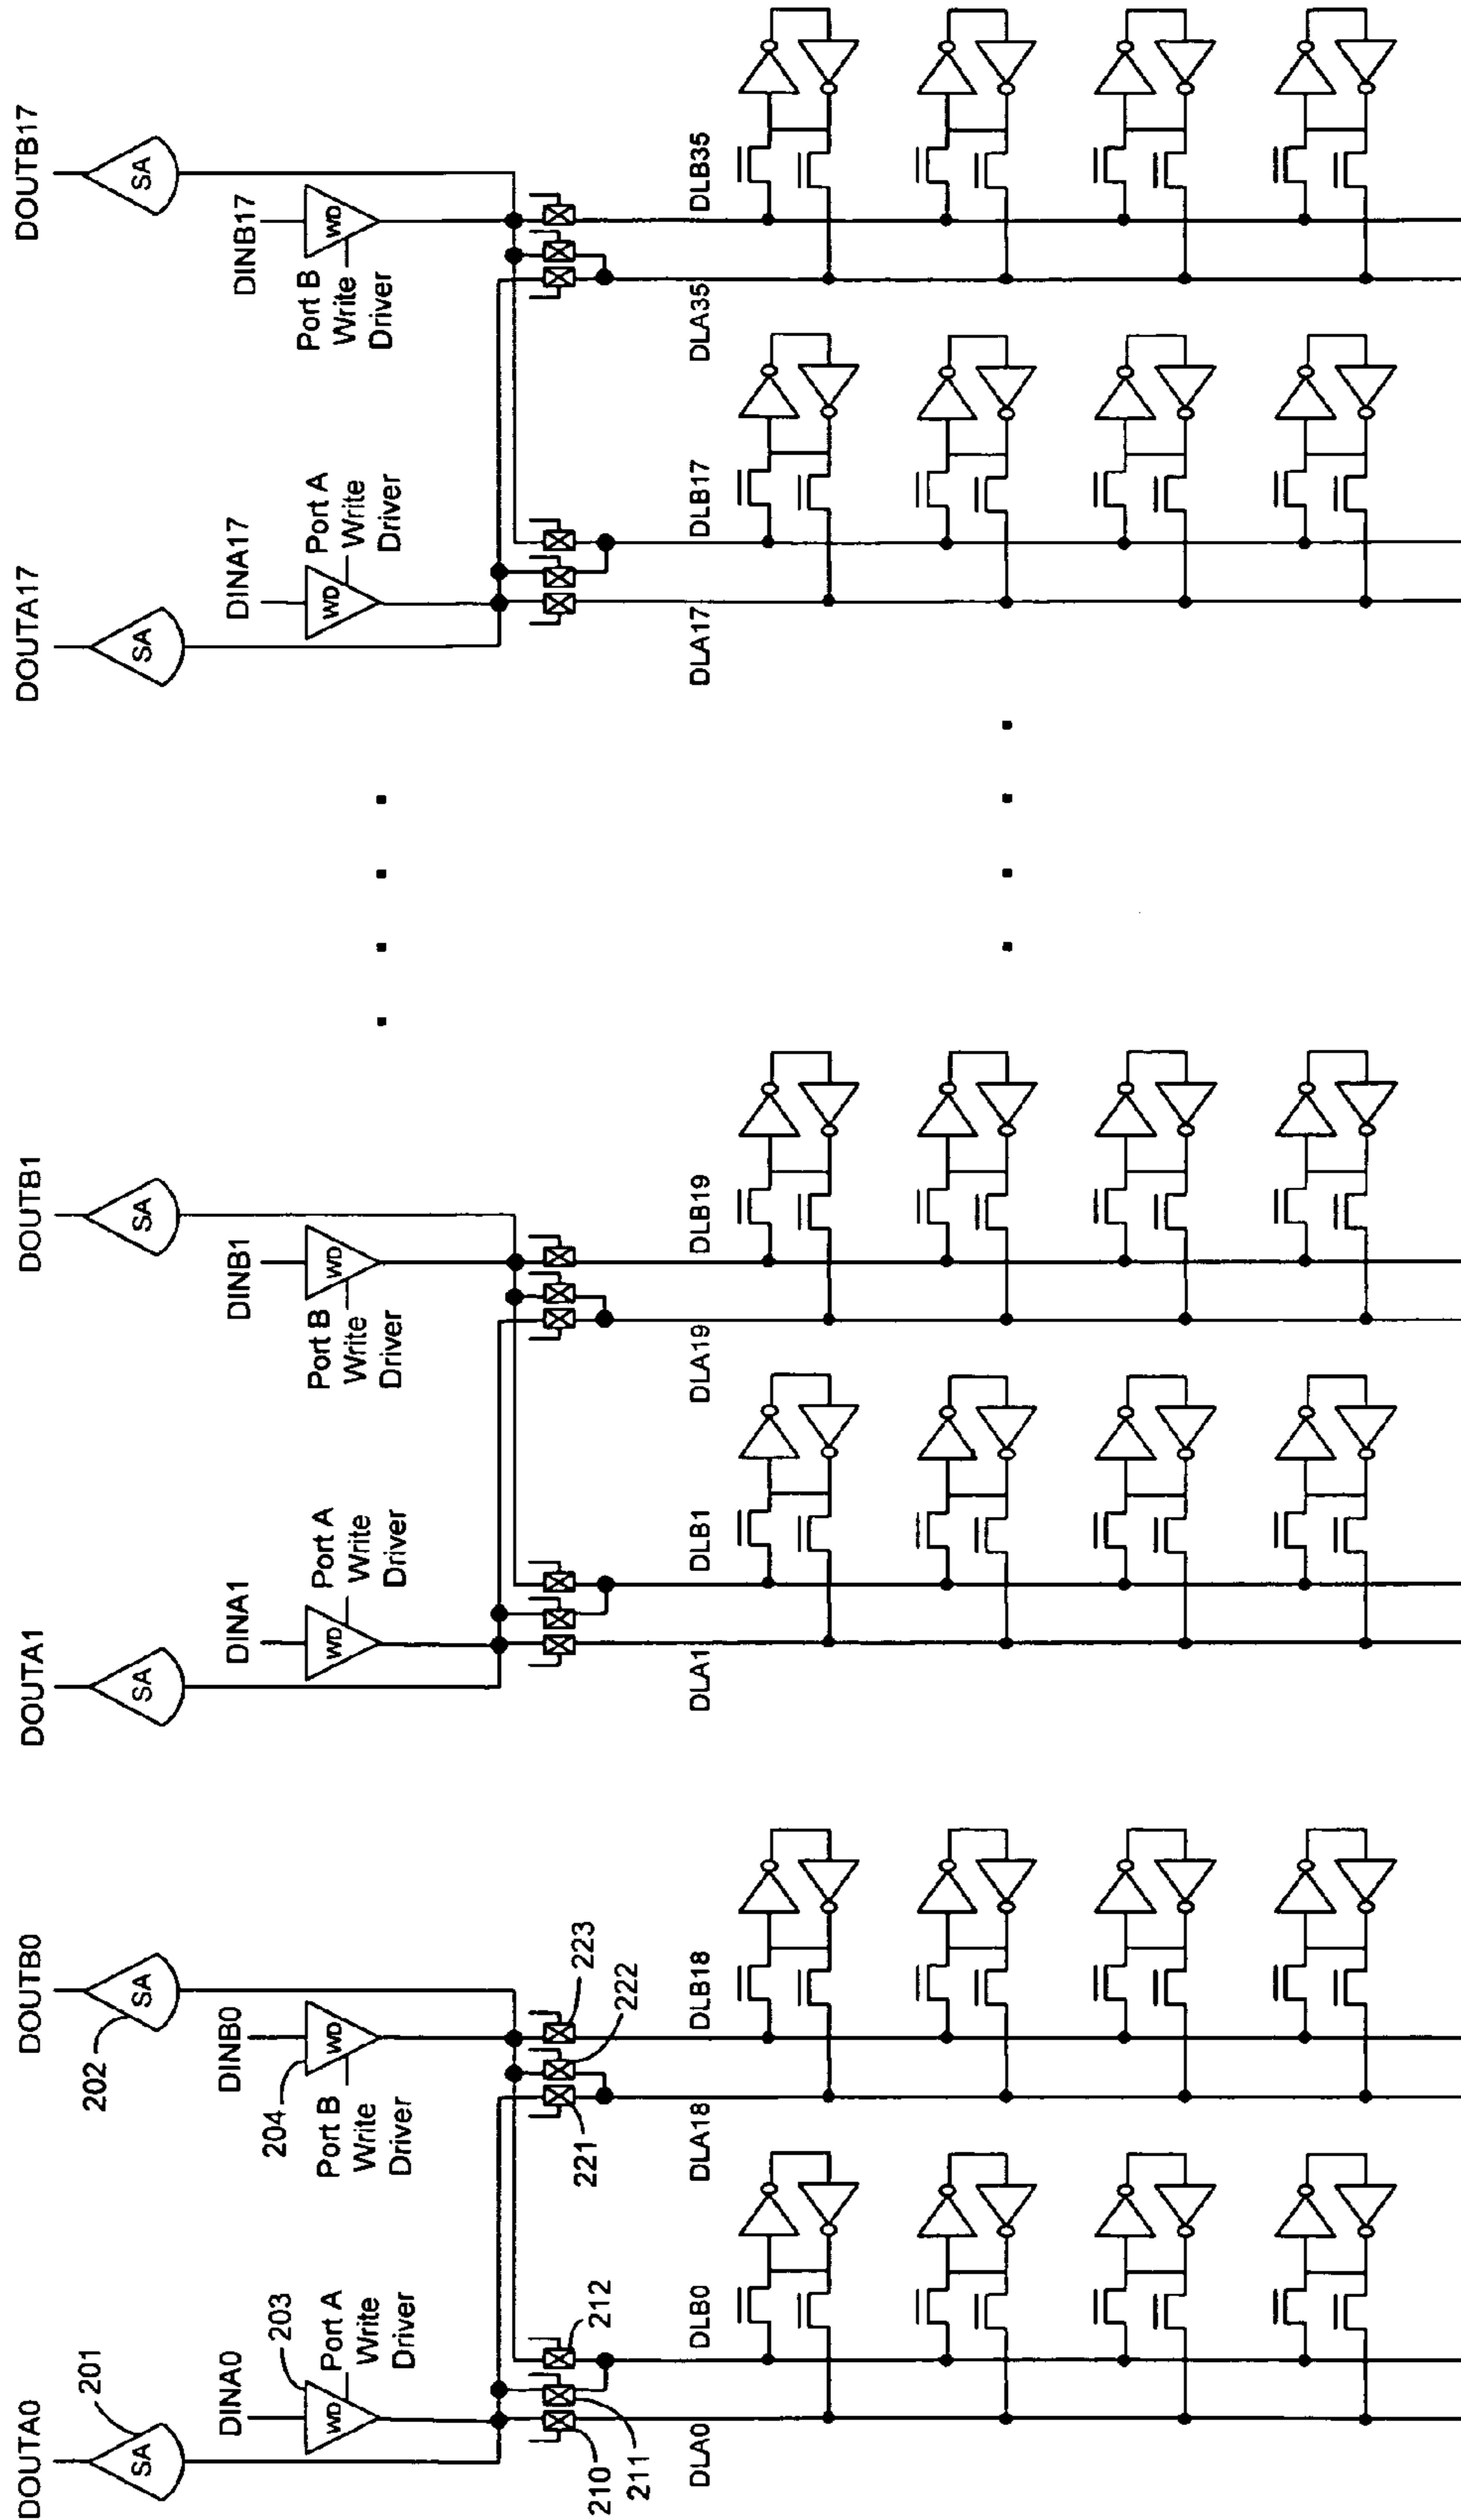 DOUTA0
DOUTB0
DOUTA1
DOUTB1
DOUTA17
DOUTB17
201
202
SA
SA
SA
SA
SA
SA
DINA0
DINB0
DINA1
DINB1
DINA17
DINB17
203
204
WD
WD
WD
WD
WD
WD
Port A
Write
Driver
Port B
Write
Driver
Port A
Write
Driver
Port B
Write
Driver
Port A
Write
Driver
Port B
Write
Driver
210
211
212
221
222
223
DLA0
DLB0
DLA18
DLB18
DLA1
DLB1
DLA19
DLB19
DLA17
DLB17
DLA35
DLB35